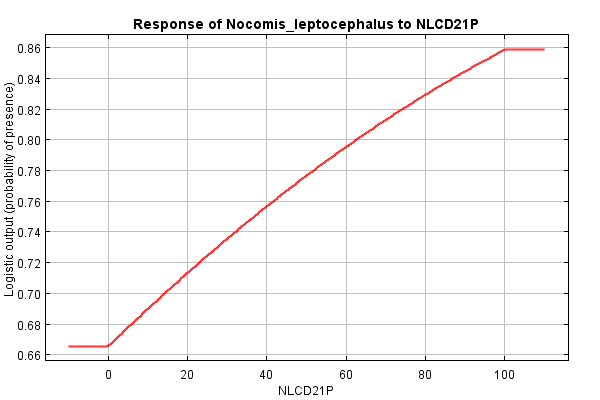 Response of Nocomis_leptocephalus to NLCD21P
Logistic output (probability of presence)
0.86
0.84
0.82
0.80
0.78
0.76
0.74
0.72
0.70
0.68
0.66
0 20 40 60 80 100
NLCD21P